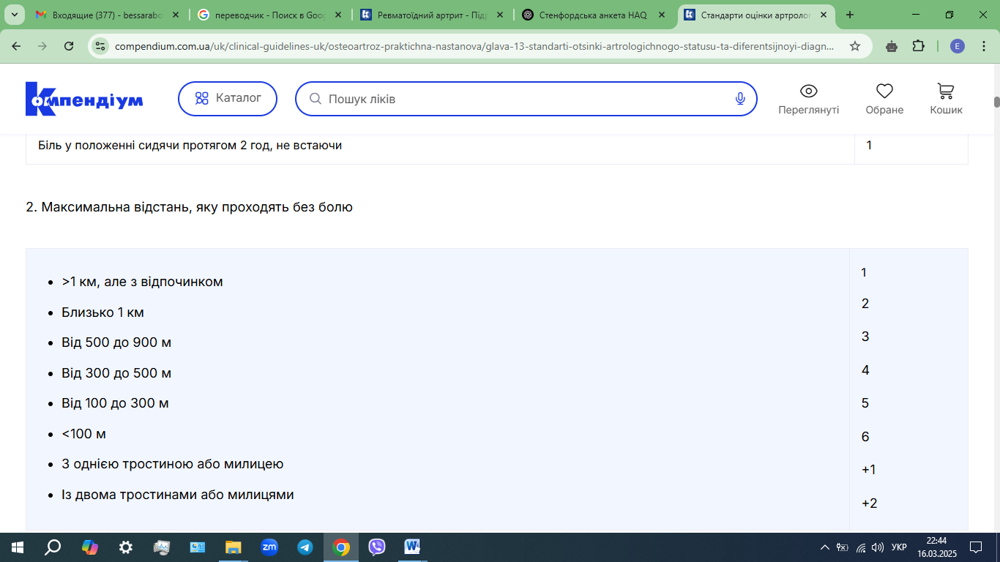 Входящие (377) - bessarabo
переводчик - Поиск в Goog
Ревматоїдний артрит - Підр
Стенфордська анкета HAQ
Стандарти оцінки артролог
compendium.com.ua/uk/clinical-guidelines-uk/osteoartroz-praktichna-nastanova/glava-13-standarti-otsinki-artrologichnogo-statusu-ta-diferentsijnoyi-diagn...
E
Компендіум
Каталог
Пошук ліків
Переглянуті
Обране
Кошик
Біль у положенні сидячи протягом 2 год, не встаючи 1
2. Максимальна відстань, яку проходять без болю
>1 км, але з відпочинком 1
Близько 1 км 2
Від 500 до 900 м 3
Від 300 до 500 м 4
Від 100 до 300 м 5
<100 м 6
З однією тростиною або милицею +1
Із двома тростинами або милицями +2
zm
W
УКР
22:44
16.03.2025